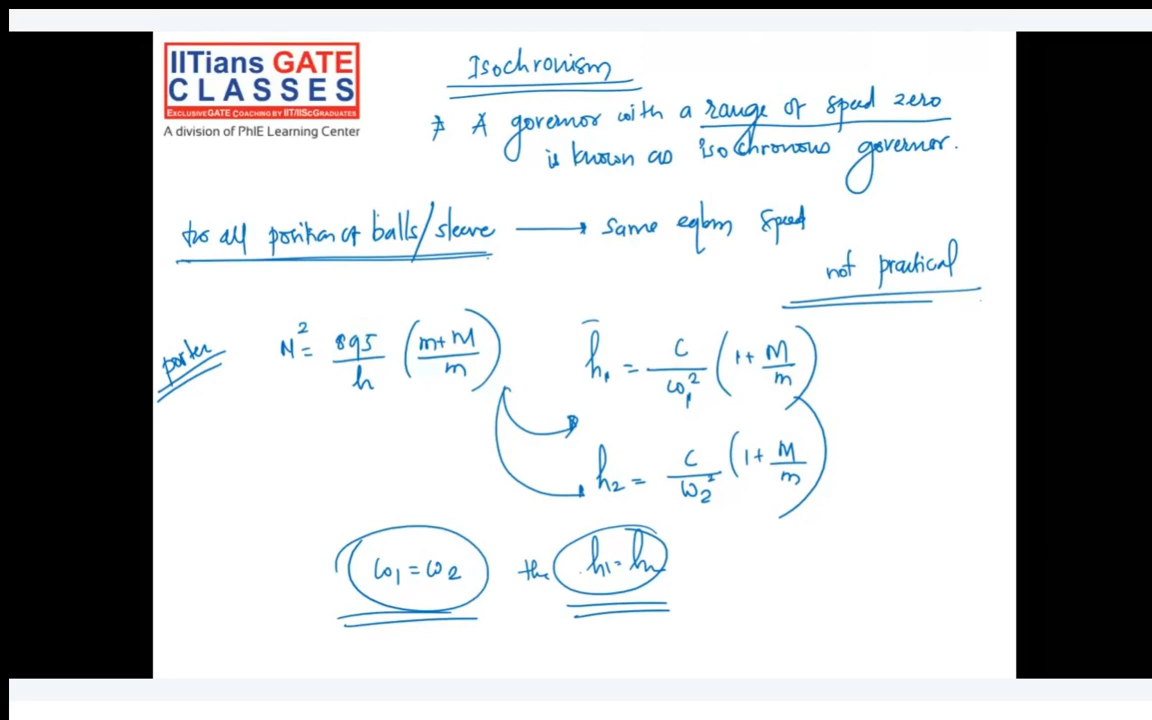 IITians GATE
CLASSES
EXCLUSIVE GATE COACHING BY IIT/IISc GRADUATES
A division of PhIE Learning Center
Isochronism
* A governor with a range of speed zero
is known as isochronous governor.
for all position of balls/sleeve → same eqbm speed
not practical
porter
N² = 895/h (m+M/m)
h₁ = C/ω₁² (1+ M/m)
h₂ = C/ω₂² (1+ M/m)
ω₁ = ω₂ the h₁ = h₂